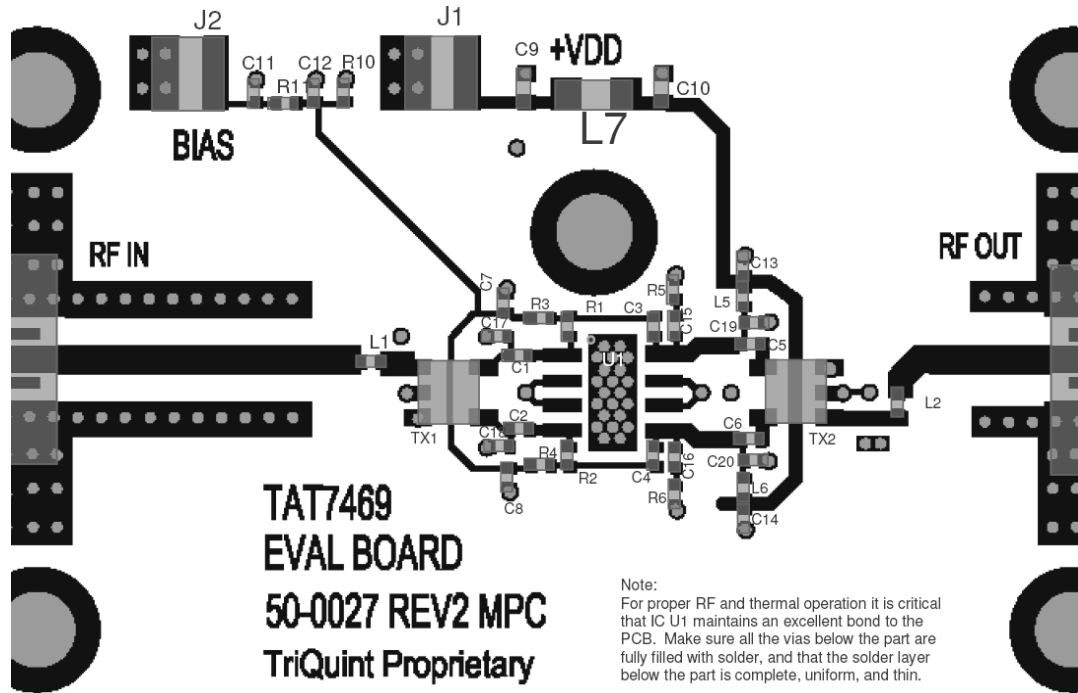 J2
J1
C9
+VDD
C11
C12
R10
R11
C10
L7
BIAS
RF IN
RF OUT
C7
C13
R5
L5
R3
R1
C3
C15
C17
C19
L1
C1
U1
C5
L2
TX1
C2
C6
TX2
C18
R4
R2
C4
C16
C20
R6
L6
C8
C14
TAT7469
EVAL BOARD
50-0027 REV2 MPC
TriQuint Proprietary
Note:
For proper RF and thermal operation it is critical
that IC U1 maintains an excellent bond to the
PCB. Make sure all the vias below the part are
fully filled with solder, and that the solder layer
below the part is complete, uniform, and thin.